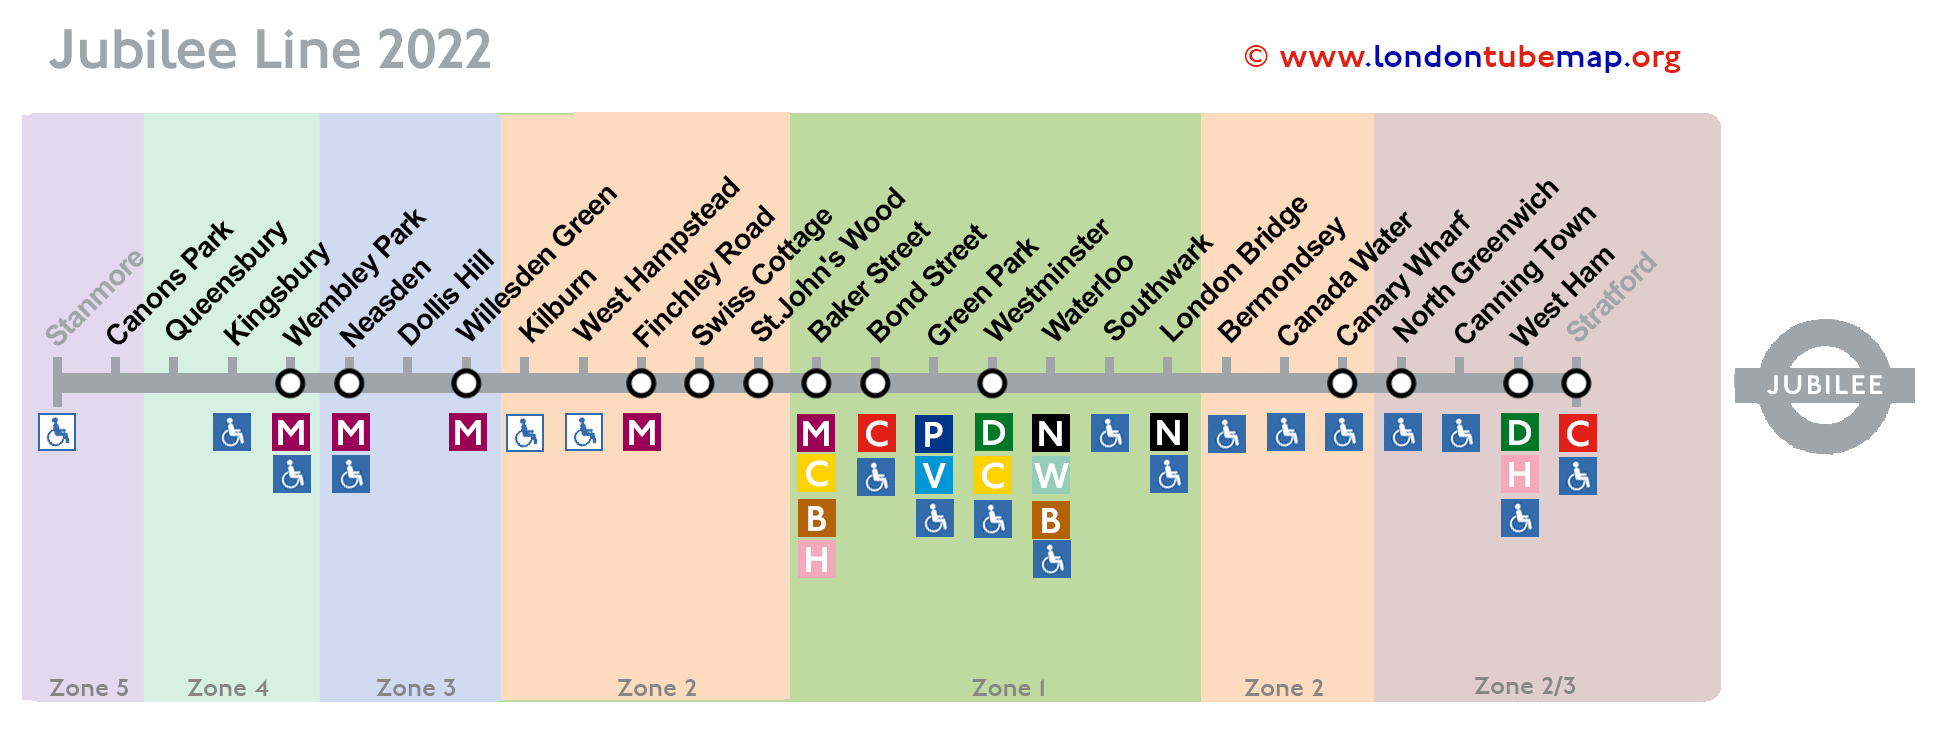 Jubilee Line 2022
© www.londontubemap.org
Stanmore
Canons Park
Queensbury
Kingsbury
Wembley Park
Neasden
Dollis Hill
Willesden Green
Kilburn
West Hampstead
Finchley Road
Swiss Cottage
St.John's Wood
Baker Street
Bond Street
Green Park
Westminster
Waterloo
Southwark
London Bridge
Bermondsey
Canada Water
Canary Wharf
North Greenwich
Canning Town
West Ham
Stratford
JUBILEE
M M M M M C P D N N D C
C V C W H
B B
H
Zone 5 Zone 4 Zone 3 Zone 2 Zone 1 Zone 2 Zone 2/3